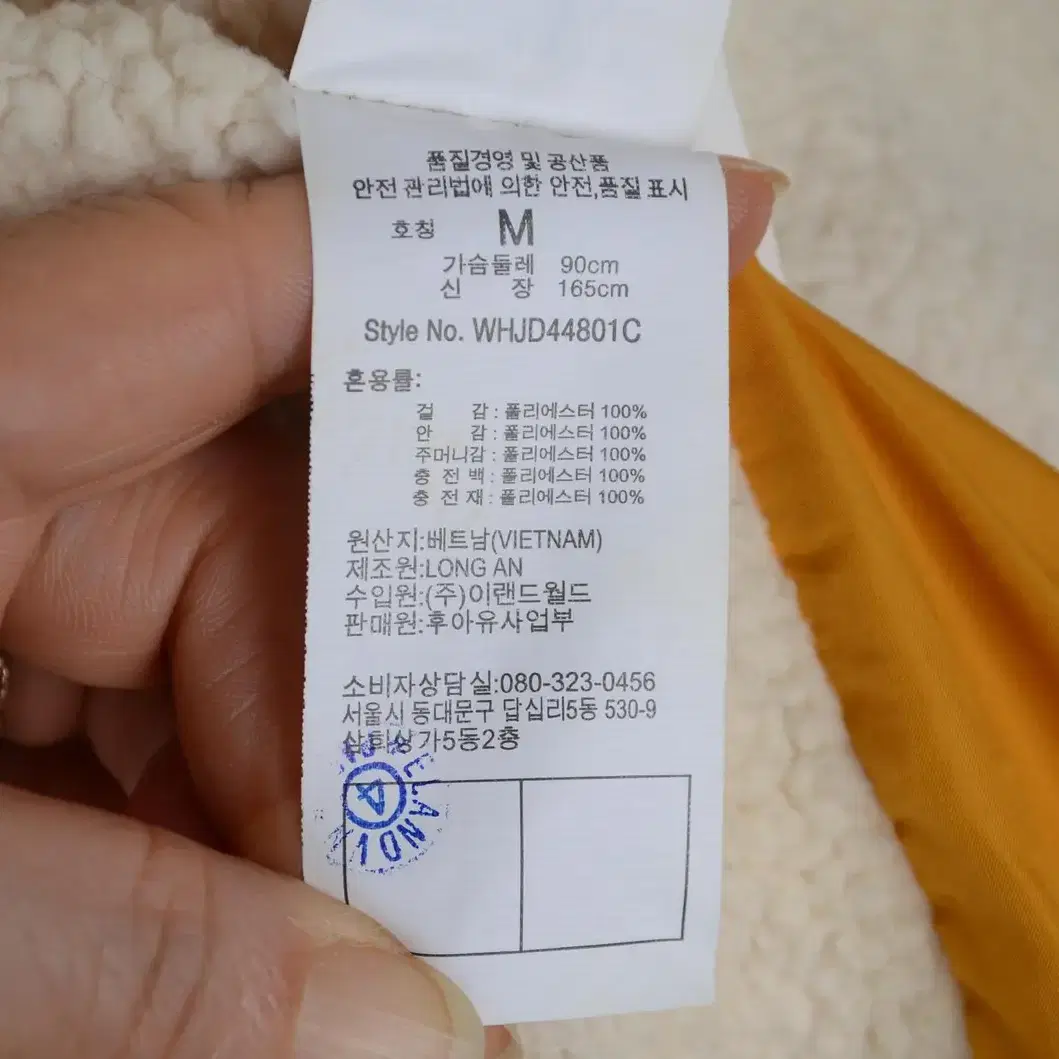 품질경영 및 공산품
안전 관리법에 의한 안전,품질 표시
호칭 M
가슴둘레 90cm
신 장 165cm
Style No. WHJD44801C
혼용률:
겉 감 : 폴리에스터 100%
안 감 : 폴리에스터 100%
주머니감 : 폴리에스터 100%
충 전 백 : 폴리에스터 100%
충 전 재 : 폴리에스터 100%
원산지:베트남(VIETNAM)
제조원:LONG AN
수입원:(주)이랜드월드
판매원:후아유사업부
소비자상담실:080-323-0456
서울시 동대문구 답십리5동 530-9
삼희상가5동2층